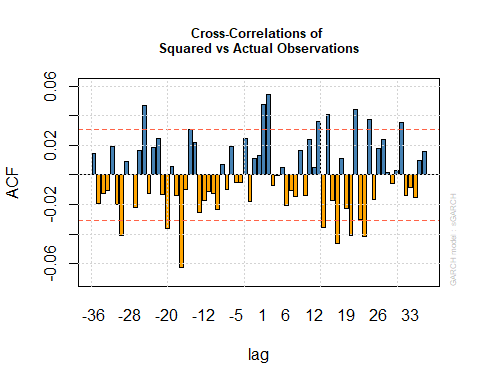 Cross-Correlations of
Squared vs Actual Observations
ACF
0.06
0.02
-0.02
-0.06
-36 -28 -20 -12 -5 1 6 12 19 26 33
lag
GARCH model : sGARCH